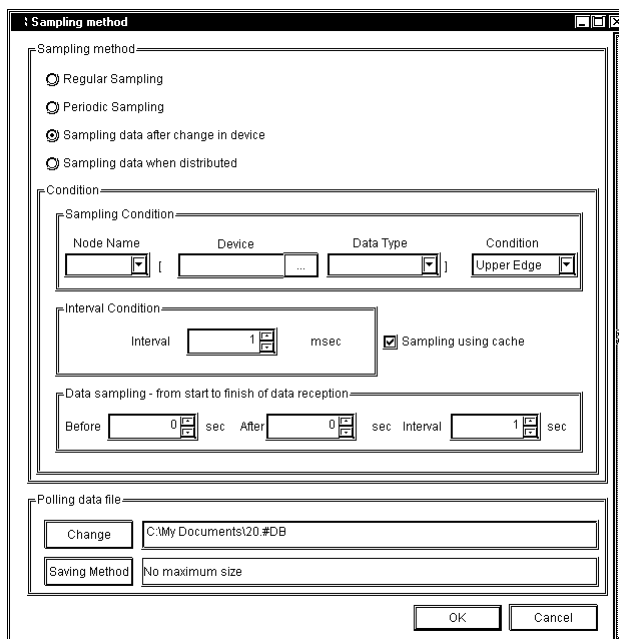 Sampling method
Sampling method
Regular Sampling
Periodic Sampling
Sampling data after change in device
Sampling data when distributed
Condition
Sampling Condition
Node Name Device Data Type Condition
[ ... ] Upper Edge
Interval Condition
Interval 1 msec Sampling using cache
Data sampling - from start to finish of data reception
Before 0 sec After 0 sec Interval 1 sec
Polling data file
Change C:\My Documents\20.#DB
Saving Method No maximum size
OK Cancel